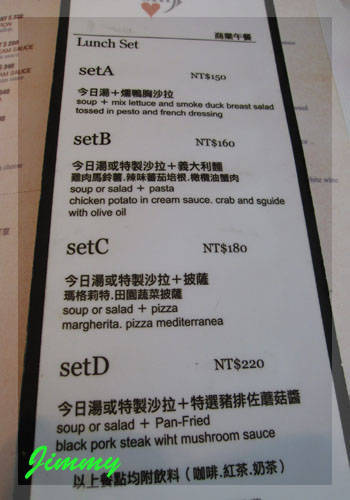 Lunch Set 商業午餐
setA NT$150
今日湯＋燻鴨胸沙拉
soup + mix lettuce and smoke duck breast salad
tossed in pesto and french dressing
setB NT$160
今日湯或特製沙拉＋義大利麵
雞肉馬鈴薯.辣味蕃茄培根.橄欖油蟹肉
soup or salad + pasta
chicken potato in cream sauce. crab and sguide
with olive oil
setC NT$180
今日湯或特製沙拉＋披薩
瑪格莉特.田園蔬菜披薩
soup or salad + pizza
margherita. pizza mediterranea
setD NT$220
今日湯或特製沙拉＋特選豬排佐蘑菇醬
soup or salad + Pan-Fried
black pork steak wiht mushroom sauce
以上餐點均附飲料（咖啡.紅茶.奶茶）
Jimmy